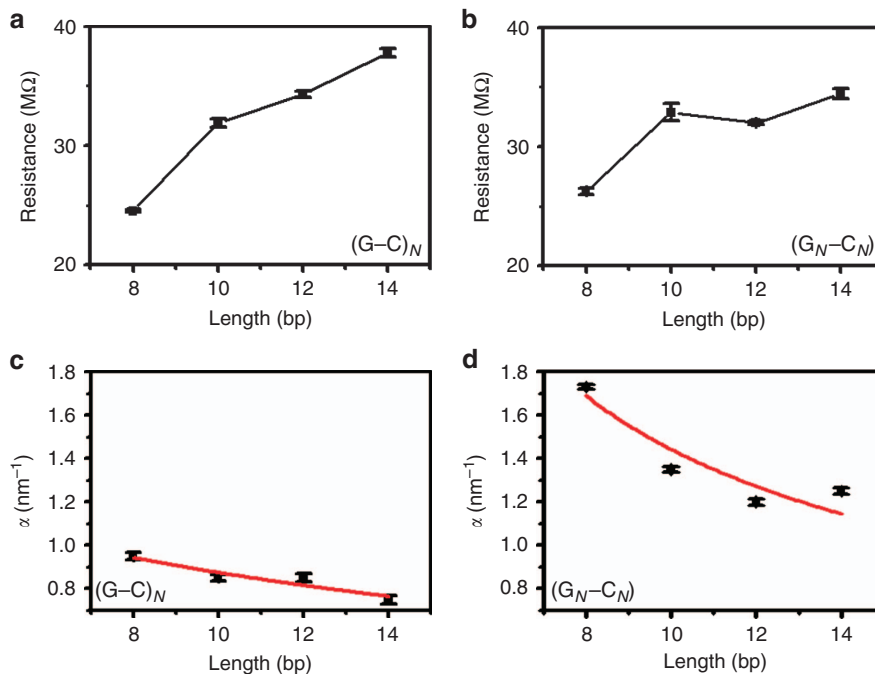 a
40
30
20
Resistance (MΩ)
(G–C)N
8 10 12 14
Length (bp)
b
40
30
20
Resistance (MΩ)
(GN–CN)
8 10 12 14
Length (bp)
c
1.8
1.6
1.4
1.2
1.0
0.8
α (nm−1)
(G–C)N
8 10 12 14
Length (bp)
d
1.8
1.6
1.4
1.2
1.0
0.8
α (nm−1)
(GN–CN)
8 10 12 14
Length (bp)